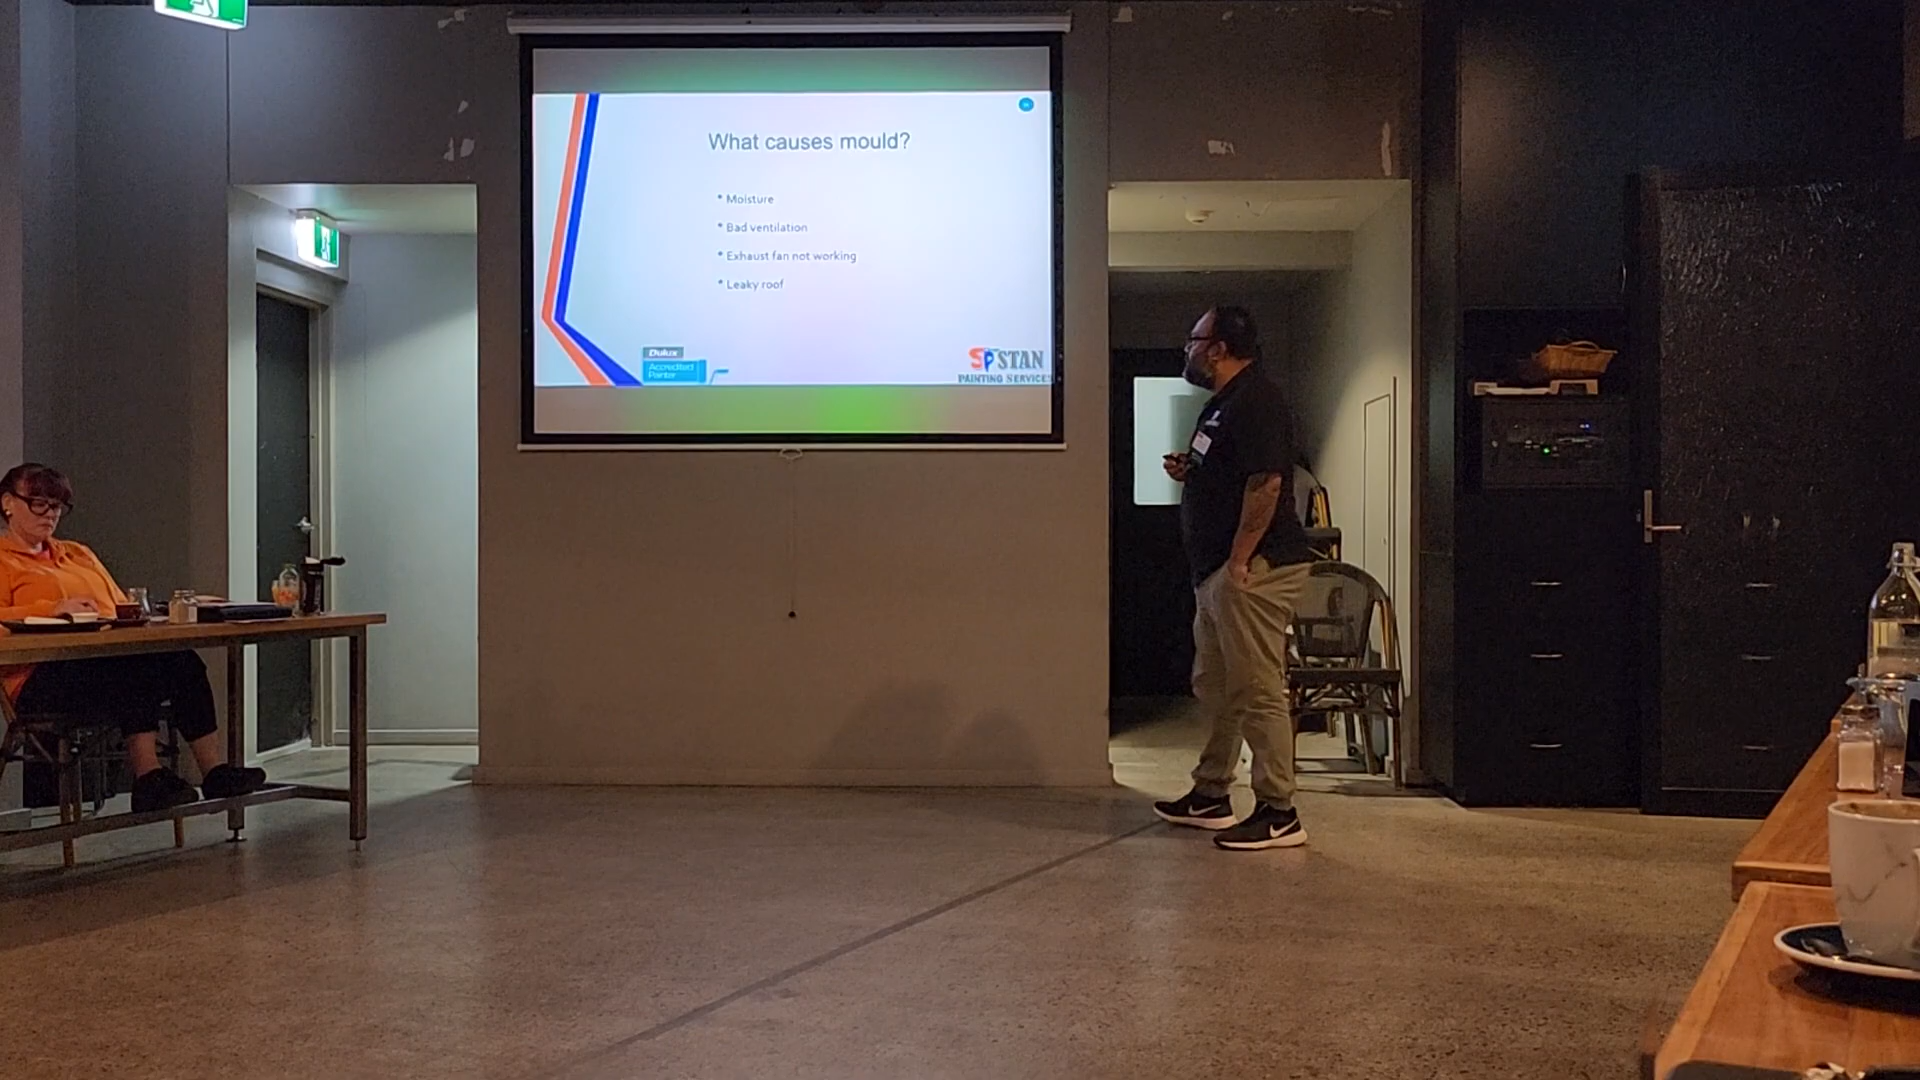 What causes mould?
* Moisture
* Bad ventilation
* Exhaust fan not working
* Leaky roof
Dulux
Accredited
Painter
SP STAN
PAINTING SERVICES